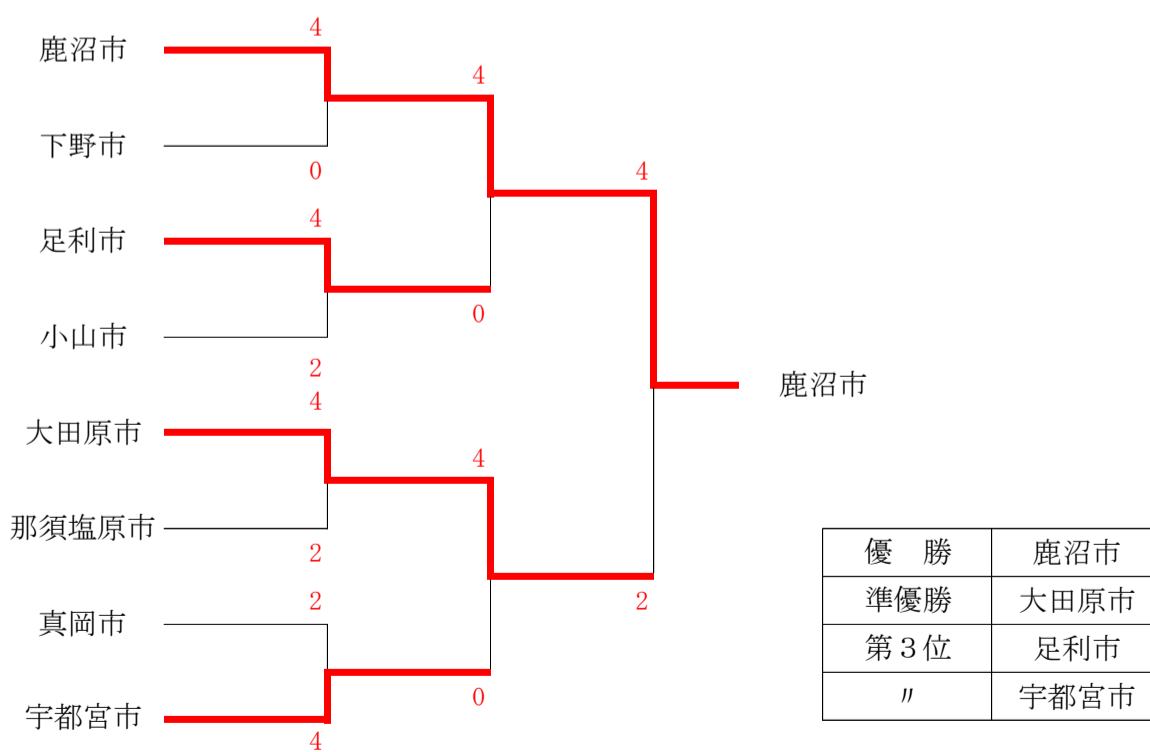 4
鹿沼市
4
下野市
0
4
4
足利市
0
小山市
2
4
鹿沼市
大田原市
4
那須塩原市
2
2
2
真岡市
0
宇都宮市
4
優　勝 鹿沼市
準優勝 大田原市
第３位 足利市
〃 宇都宮市